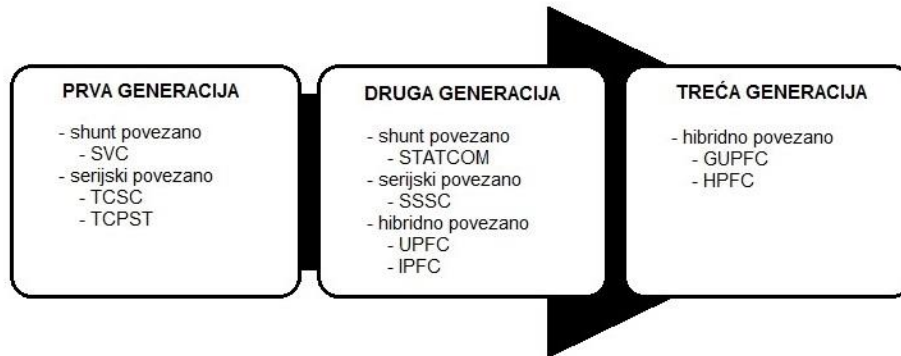 PRVA GENERACIJA
- shunt povezano
- SVC
- serijski povezano
- TCSC
- TCPST
DRUGA GENERACIJA
- shunt povezano
- STATCOM
- serijski povezano
- SSSC
- hibridno povezano
- UPFC
- IPFC
TREĆA GENERACIJA
- hibridno povezano
- GUPFC
- HPFC